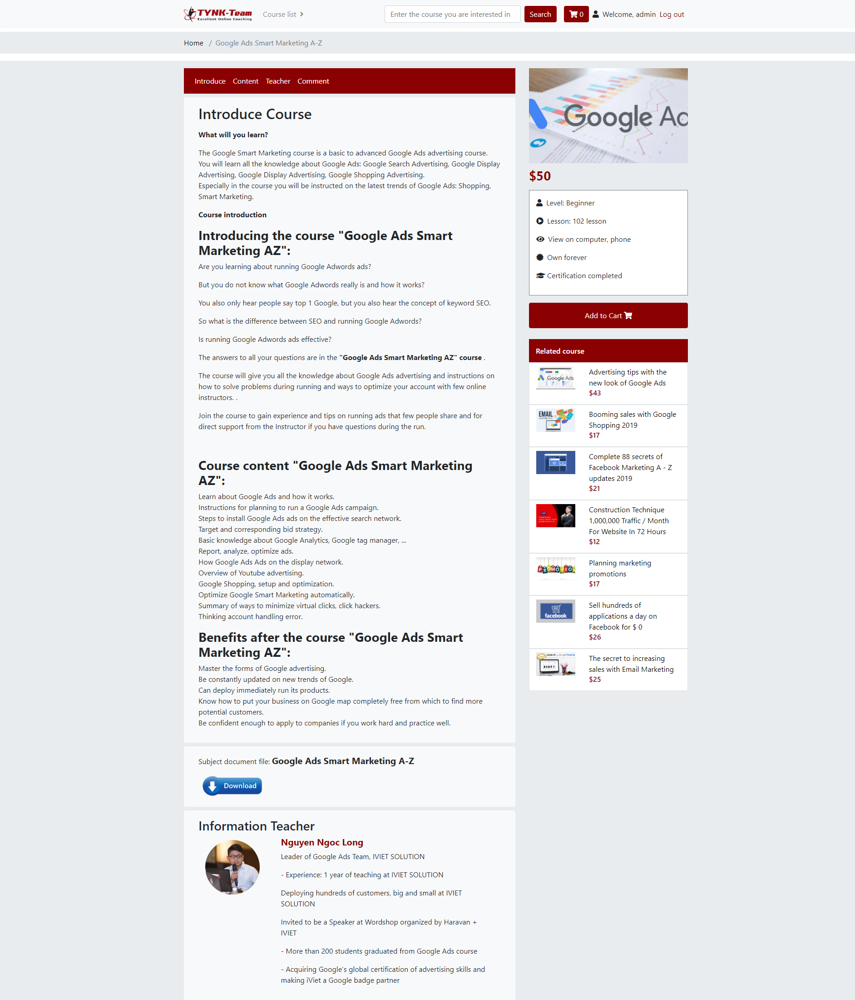 TYNK-Team
Excellent Online Coaching
Course list
Enter the course you are interested in
Search
0
Welcome, admin
Log out
Home / Google Ads Smart Marketing A-Z
Introduce
Content
Teacher
Comment
Introduce Course
What will you learn?
The Google Smart Marketing course is a basic to advanced Google Ads advertising course.
You will learn all the knowledge about Google Ads: Google Search Advertising, Google Display
Advertising, Google Display Advertising, Google Shopping Advertising.
Especially in the course you will be instructed on the latest trends of Google Ads: Shopping,
Smart Marketing.
Course introduction
Introducing the course "Google Ads Smart
Marketing AZ":
Are you learning about running Google Adwords ads?
But you do not know what Google Adwords really is and how it works?
You also only hear people say top 1 Google, but you also hear the concept of keyword SEO.
So what is the difference between SEO and running Google Adwords?
Is running Google Adwords ads effective?
The answers to all your questions are in the "Google Ads Smart Marketing AZ" course .
The course will give you all the knowledge about Google Ads advertising and instructions on
how to solve problems during running and ways to optimize your account with few online
instructors. .
Join the course to gain experience and tips on running ads that few people share and for
direct support from the Instructor if you have questions during the run.
Course content "Google Ads Smart Marketing
AZ":
Learn about Google Ads and how it works.
Instructions for planning to run a Google Ads campaign.
Steps to install Google Ads ads on the effective search network.
Target and corresponding bid strategy.
Basic knowledge about Google Analytics, Google tag manager, ...
Report, analyze, optimize ads.
How Google Ads Ads on the display network.
Overview of Youtube advertising.
Google Shopping, setup and optimization.
Optimize Google Smart Marketing automatically.
Summary of ways to minimize virtual clicks, click hackers.
Thinking account handling error.
Benefits after the course "Google Ads Smart
Marketing AZ":
Master the forms of Google advertising.
Be constantly updated on new trends of Google.
Can deploy immediately run its products.
Know how to put your business on Google map completely free from which to find more
potential customers.
Be confident enough to apply to companies if you work hard and practice well.
Subject document file: Google Ads Smart Marketing A-Z
Download
Information Teacher
Nguyen Ngoc Long
Leader of Google Ads Team, IVIET SOLUTION
- Experience: 1 year of teaching at IVIET SOLUTION
Deploying hundreds of customers, big and small at IVIET
SOLUTION
Invited to be a Speaker at Wordshop organized by Haravan +
IVIET
- More than 200 students graduated from Google Ads course
- Acquiring Google's global certification of advertising skills and
making iViet a Google badge partner
Google Ad
$50
Level: Beginner
Lesson: 102 lesson
View on computer, phone
Own forever
Certification completed
Add to Cart
Related course
Google Ads
Advertising tips with the
new look of Google Ads
$43
EMAIL
Booming sales with Google
Shopping 2019
$17
Complete 88 secrets of
Facebook Marketing A - Z
updates 2019
$21
Construction Technique
1,000,000 Traffic / Month
For Website In 72 Hours
$12
PROMOTION
Planning marketing
promotions
$17
facebook
Sell hundreds of
applications a day on
Facebook for $ 0
$26
The secret to increasing
sales with Email Marketing
$25